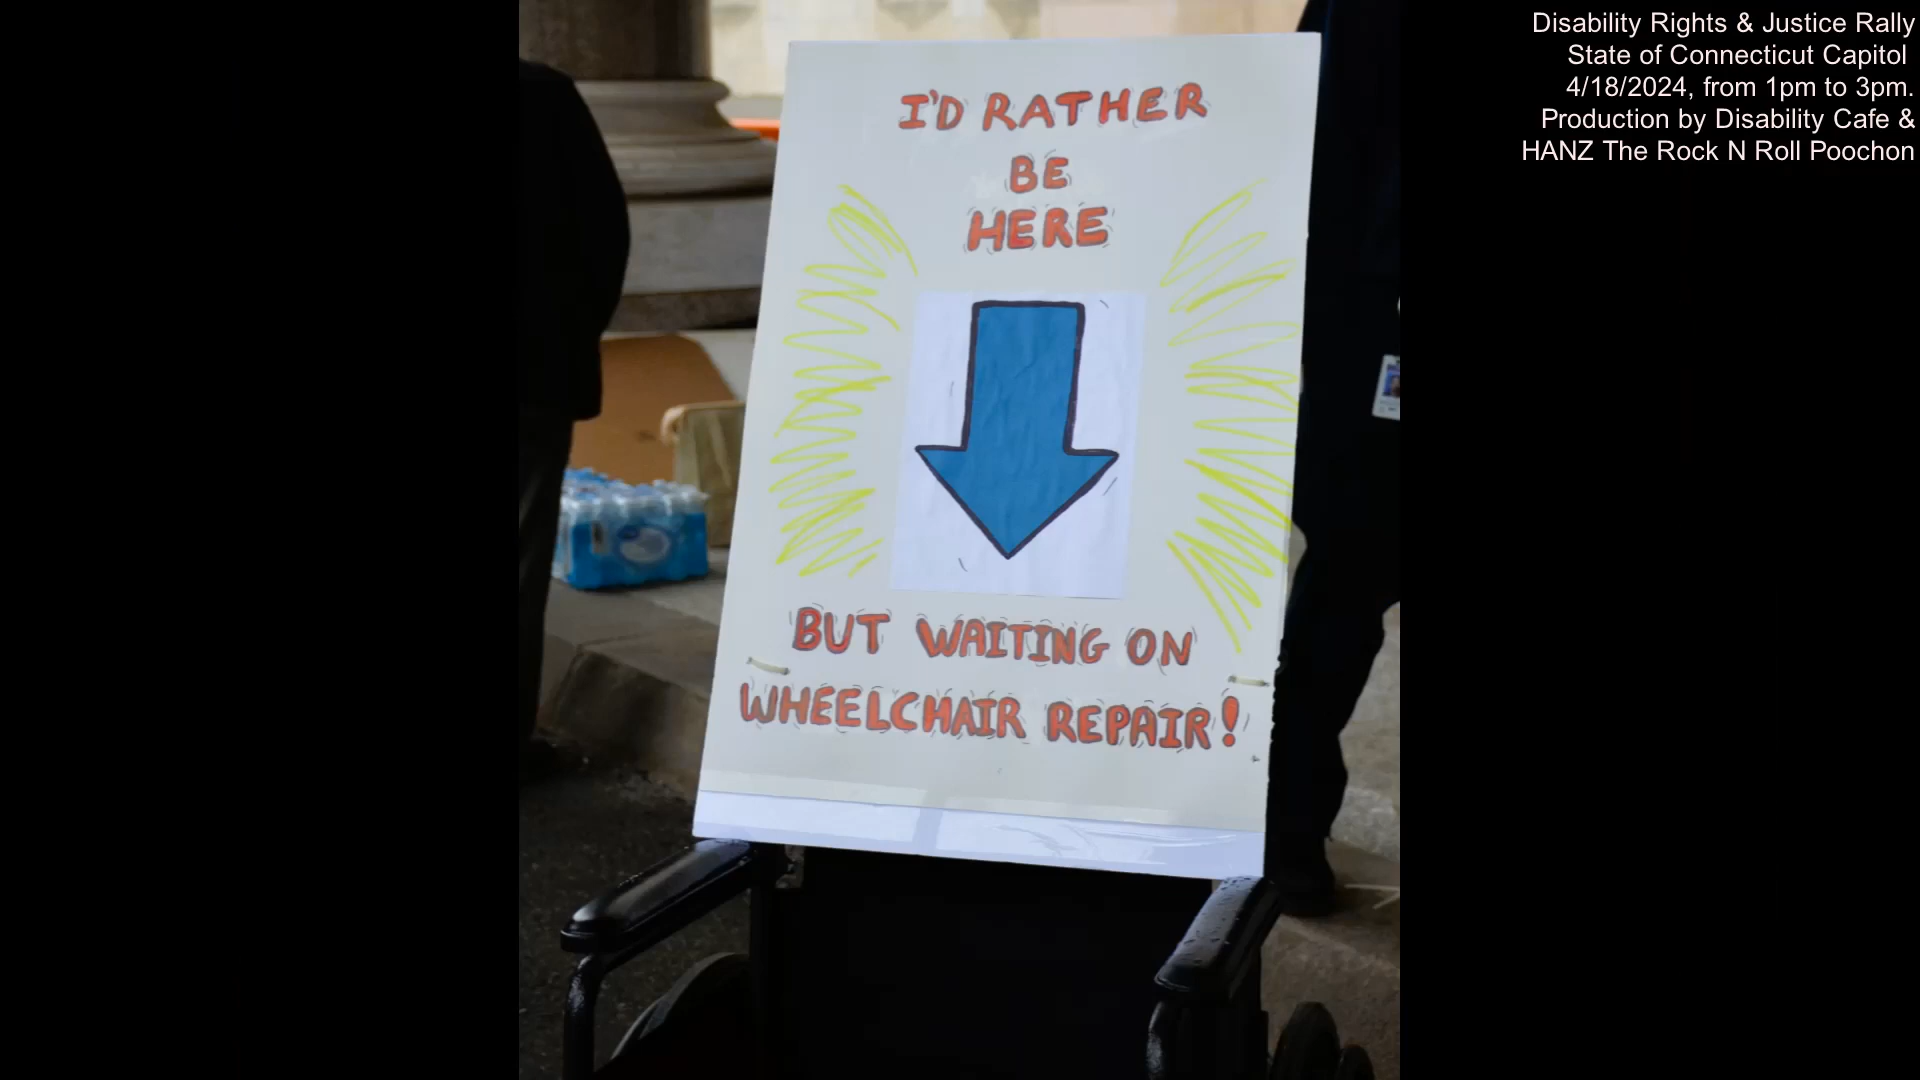 Disability Rights & Justice Rally
State of Connecticut Capitol
4/18/2024, from 1pm to 3pm.
Production by Disability Cafe &
HANZ The Rock N Roll Poochon
I'D RATHER
BE
HERE
BUT WAITING ON
WHEELCHAIR REPAIR!